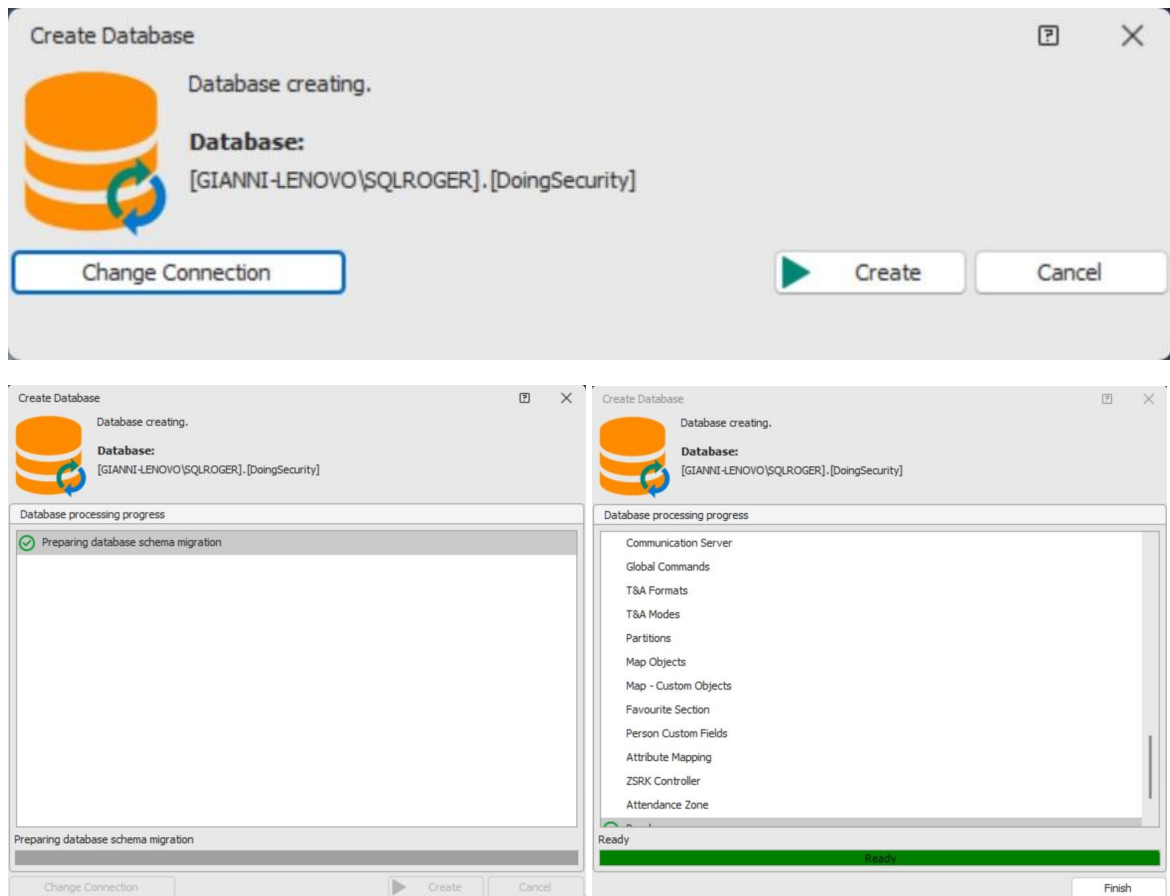 Create Database
Database creating.
Database:
[GIANNI-LENOVO\SQLROGER].[DoingSecurity]
Change Connection
Create
Cancel
Create Database
Database creating.
Database:
[GIANNI-LENOVO\SQLROGER].[DoingSecurity]
Database processing progress
Preparing database schema migration
Preparing database schema migration
Change Connection
Create
Cancel
Create Database
Database creating.
Database:
[GIANNI-LENOVO\SQLROGER].[DoingSecurity]
Database processing progress
Communication Server
Global Commands
T&A Formats
T&A Modes
Partitions
Map Objects
Map - Custom Objects
Favourite Section
Person Custom Fields
Attribute Mapping
ZSRK Controller
Attendance Zone
Ready
Ready
Finish